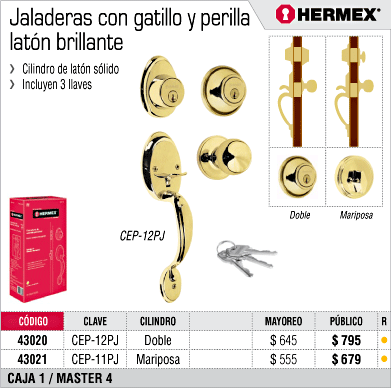 Jaladeras con gatillo y perilla
latón brillante
HERMEX®
Cilindro de latón sólido
Incluyen 3 llaves
CEP-12PJ
Doble
Mariposa
HERMEX
CÓDIGO CLAVE CILINDRO MAYOREO PÚBLICO R
43020 CEP-12PJ Doble $ 645 $ 795
43021 CEP-11PJ Mariposa $ 555 $ 679
CAJA 1 / MASTER 4